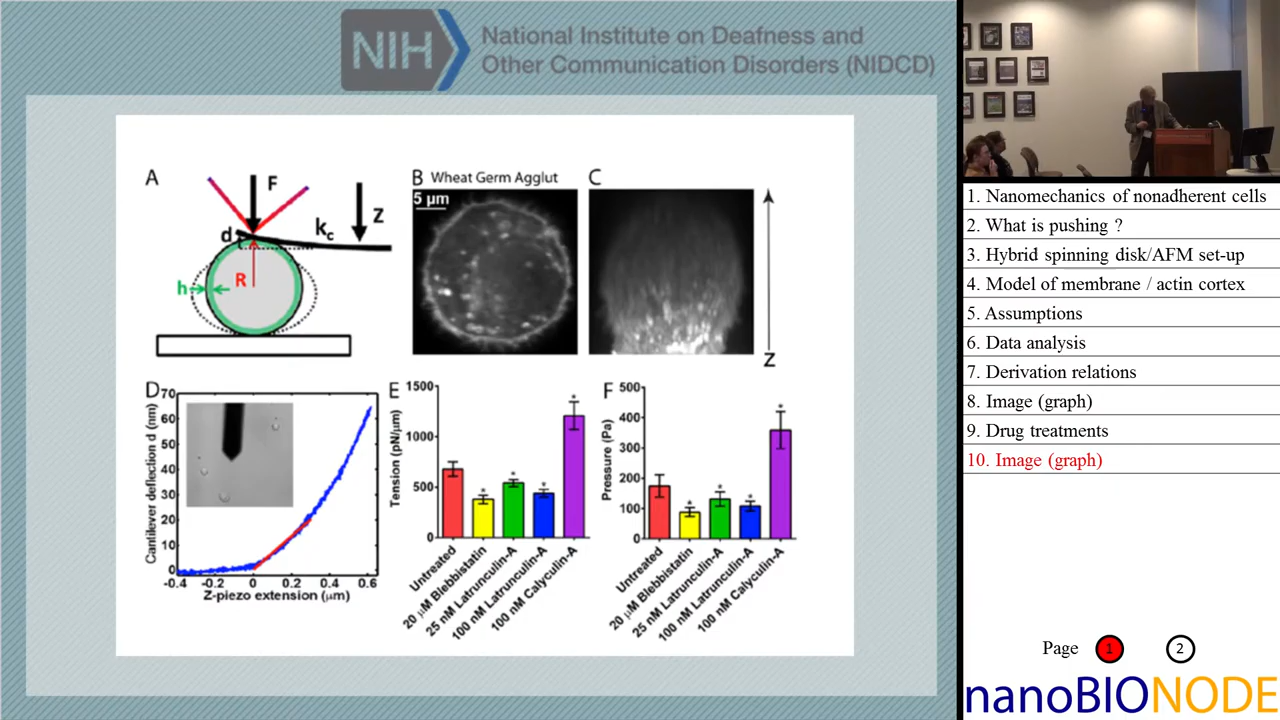 NIH
National Institute on Deafness and
Other Communication Disorders (NIDCD)
A
F
Z
d
kc
R
h
B Wheat Germ Agglut
5 μm
C
Z
D
70
60
50
40
30
20
10
0
-0.4 -0.2 0 0.2 0.4 0.6
Cantilever deflection d (nm)
Z-piezo extension (μm)
E
1500
1000
500
0
Tension (pN/μm)
Untreated
20 μM Blebbistatin
25 nM Latrunculin-A
100 nM Latrunculin-A
100 nM Calyculin-A
* * * *
F
500
400
300
200
100
0
Pressure (Pa)
Untreated
20 μM Blebbistatin
25 nM Latrunculin-A
100 nM Latrunculin-A
100 nM Calyculin-A
* * * *
1. Nanomechanics of nonadherent cells
2. What is pushing ?
3. Hybrid spinning disk/AFM set-up
4. Model of membrane / actin cortex
5. Assumptions
6. Data analysis
7. Derivation relations
8. Image (graph)
9. Drug treatments
10. Image (graph)
Page 1 2
nanoBIONODE